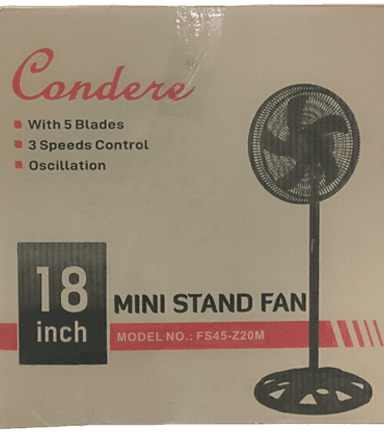 Condere®
With 5 Blades
3 Speeds Control
Oscillation
18
inch
MINI STAND FAN
MODEL NO.: FS45-Z20M